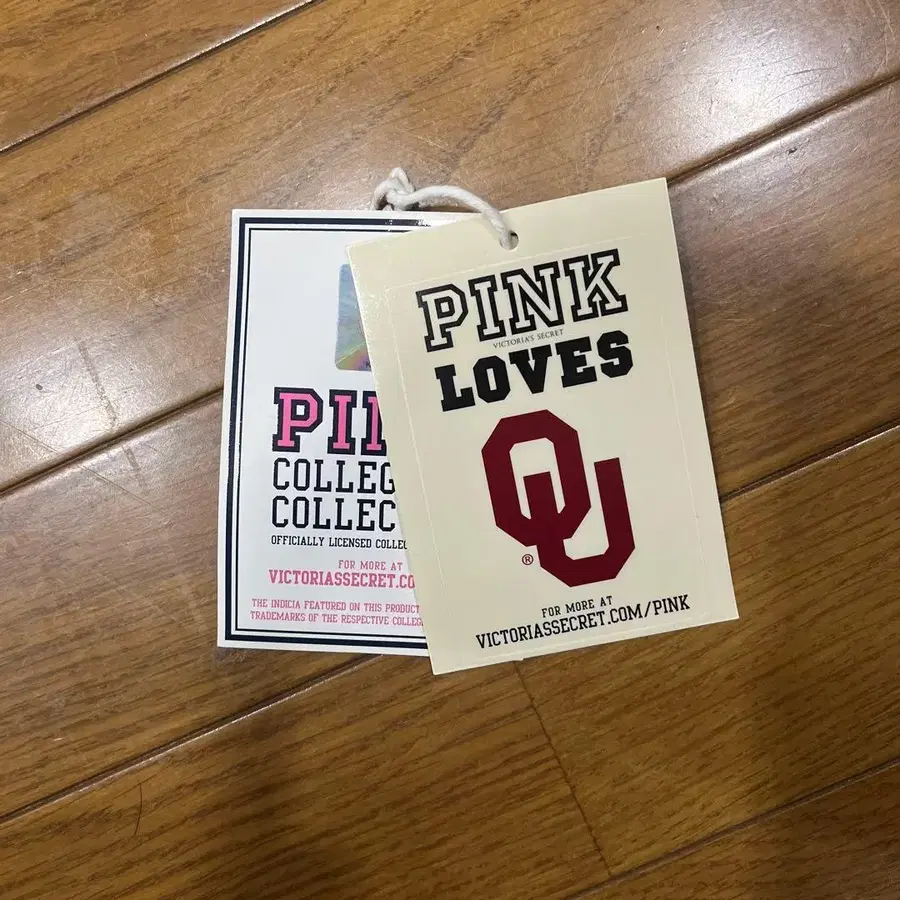 PINK
VICTORIA'S SECRET
LOVES
OU
®
FOR MORE AT
VICTORIASSECRET.COM/PINK
PIN
COLLEG
COLLEC
OFFICIALLY LICENSED COLLEG
FOR MORE AT
VICTORIASSECRET.CO
THE INDICIA FEATURED ON THIS PRODUCT
TRADEMARKS OF THE RESPECTIVE COLLEG